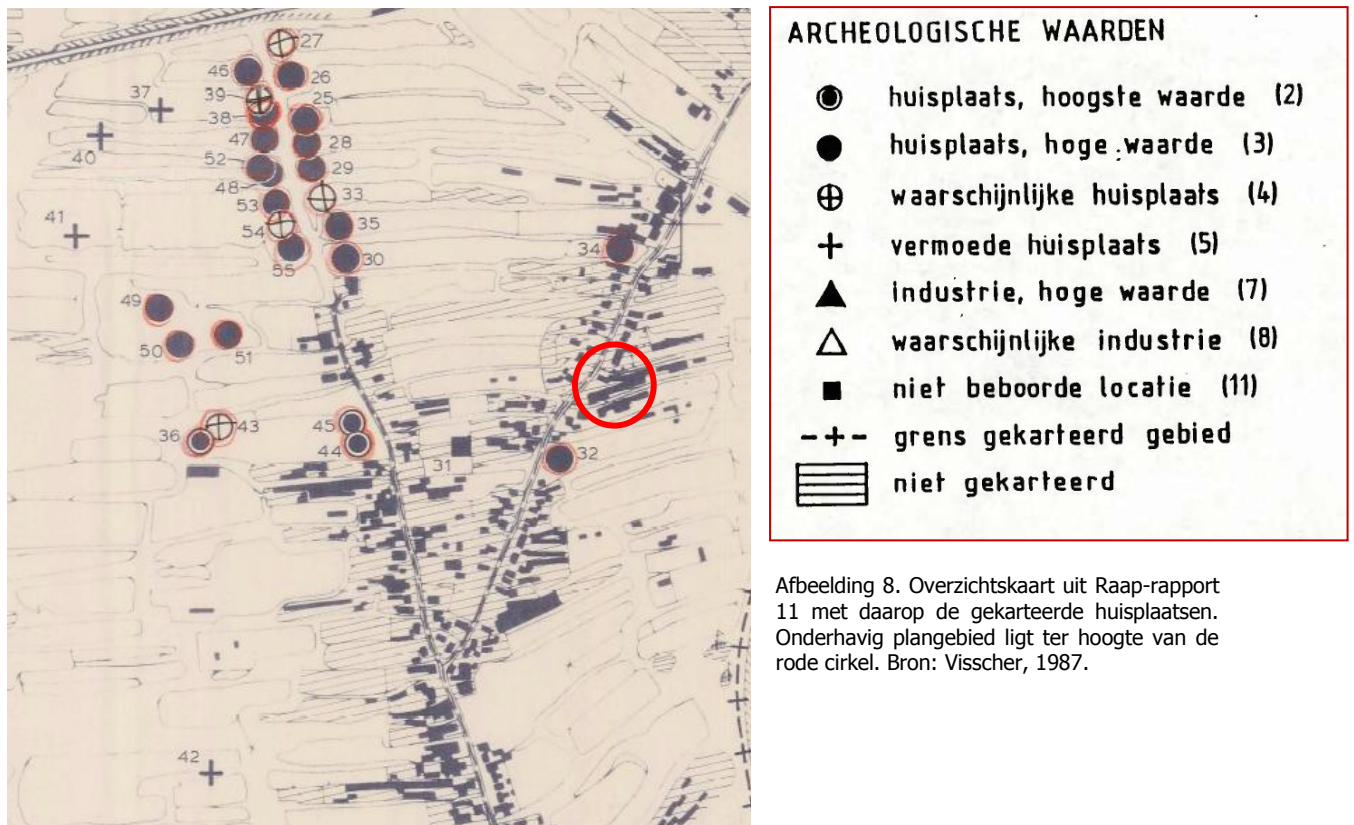 27
46
26
39
37
25
38
47
28
40
52
29
48
33
53
41
54
35
34
55
30
49
50
51
36
43
45
44
31
32
42
ARCHEOLOGISCHE WAARDEN
huisplaats, hoogste waarde (2)
huisplaats, hoge waarde (3)
waarschijnlijke huisplaats (4)
vermoede huisplaats (5)
industrie, hoge waarde (7)
waarschijnlijke industrie (8)
niet beboorde locatie (11)
grens gekarteerd gebied
niet gekarteerd
Afbeelding 8. Overzichtskaart uit Raap-rapport
11 met daarop de gekarteerde huisplaatsen.
Onderhavig plangebied ligt ter hoogte van de
rode cirkel. Bron: Visscher, 1987.